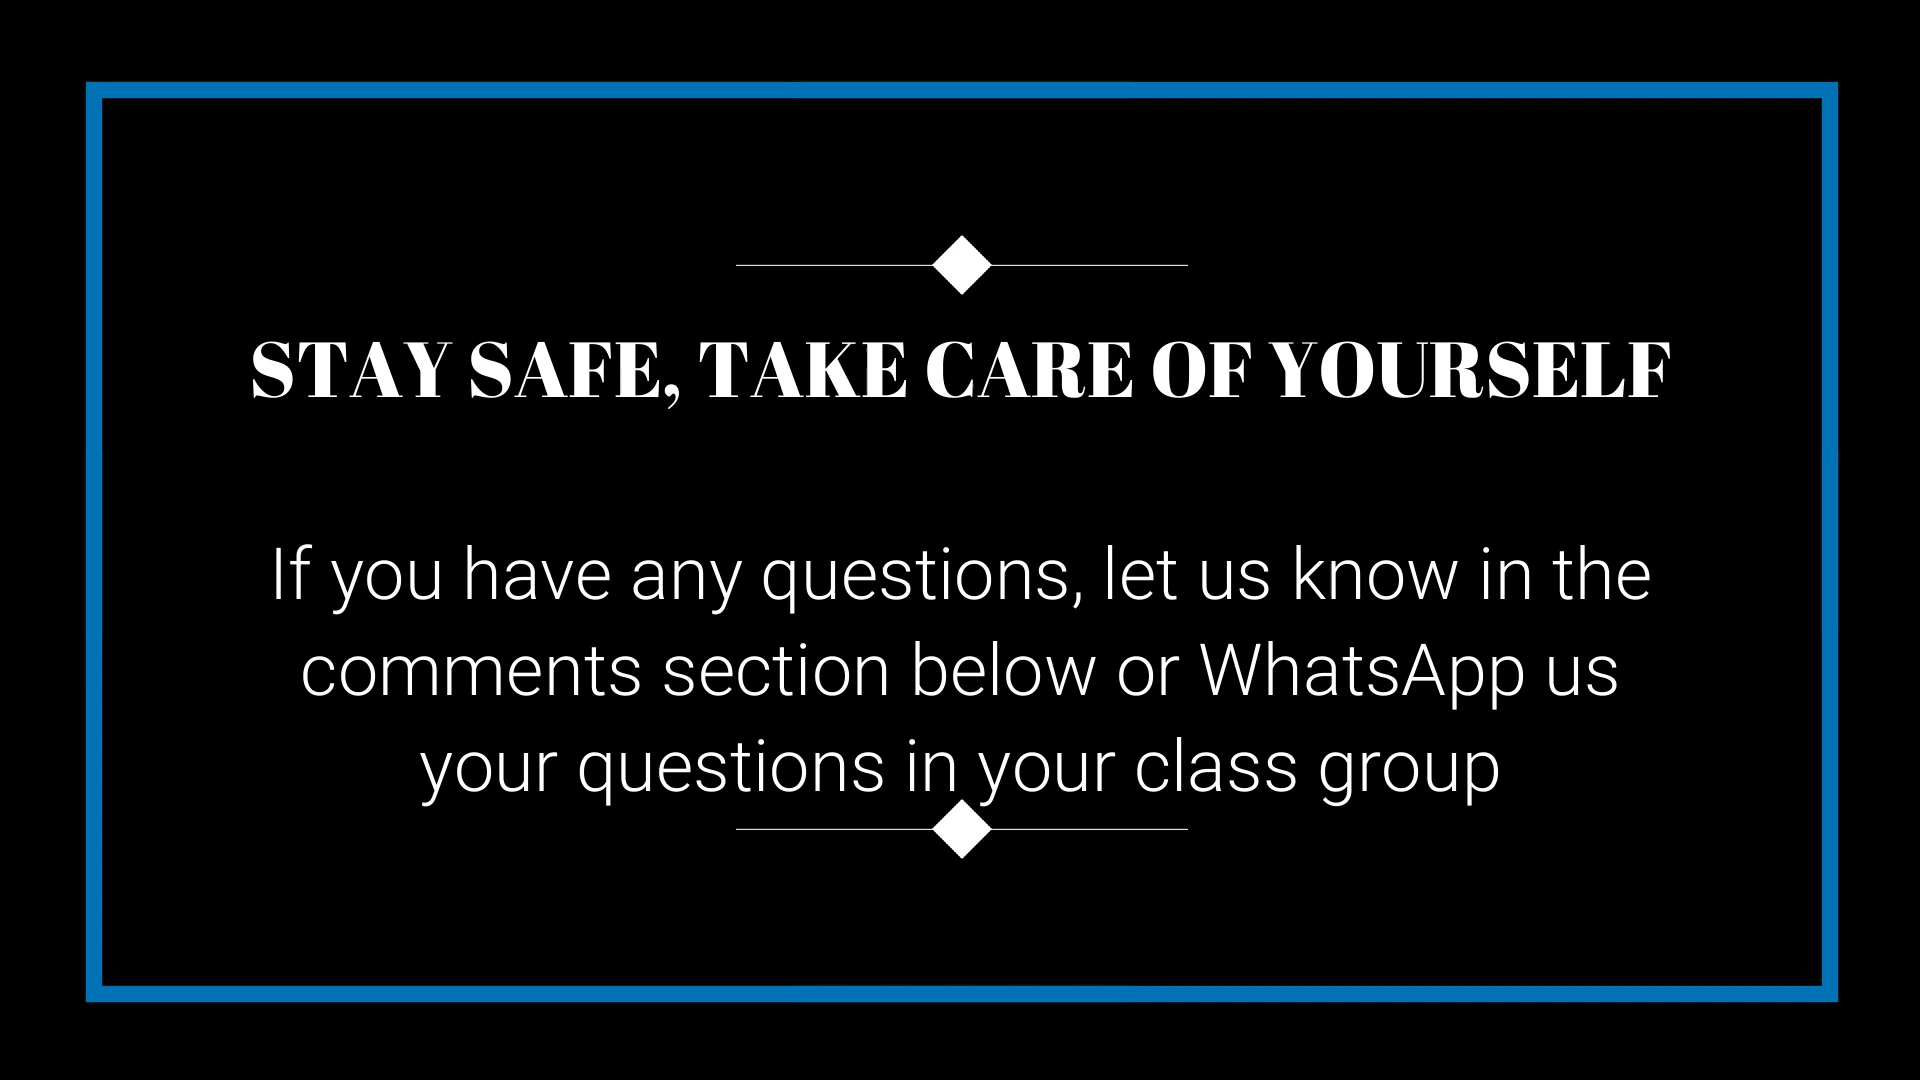 STAY SAFE, TAKE CARE OF YOURSELF
If you have any questions, let us know in the
comments section below or WhatsApp us
your questions in your class group